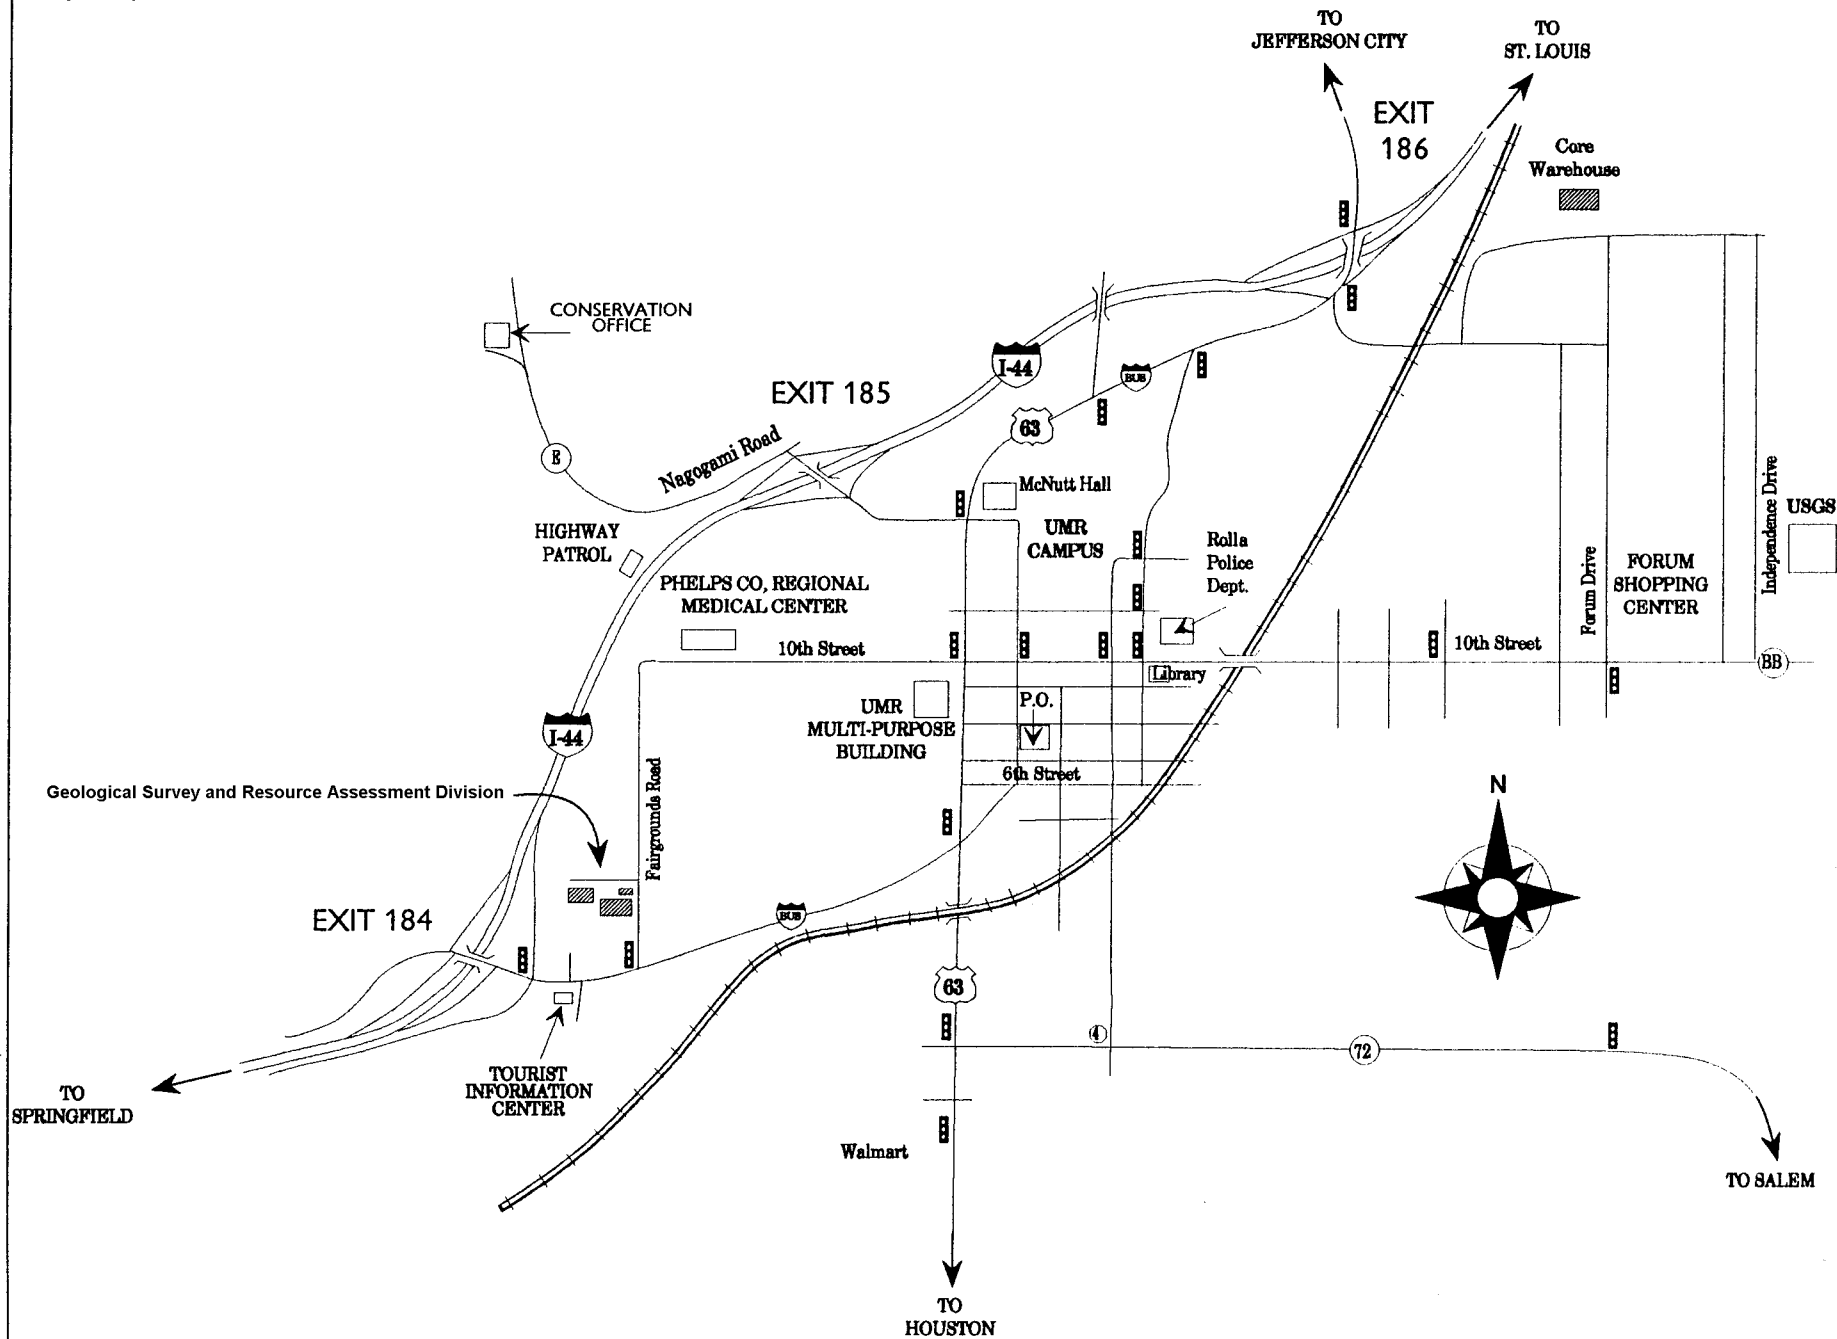 TO
JEFFERSON CITY
TO
ST. LOUIS
EXIT
186
Core
Warehouse
CONSERVATION
OFFICE
EXIT 185
I-44
BUS
63
E
Nagogami Road
McNutt Hall
UMR
CAMPUS
HIGHWAY
PATROL
Rolla
Police
Dept.
PHELPS CO, REGIONAL
MEDICAL CENTER
10th Street
Forum Drive
FORUM
SHOPPING
CENTER
Independence Drive
USGS
10th Street
BB
Library
UMR
MULTI-PURPOSE
BUILDING
P.O.
6th Street
I-44
Geological Survey and Resource Assessment Division
Fairgrounds Road
N
EXIT 184
BUS
63
4
72
TOURIST
INFORMATION
CENTER
TO
SPRINGFIELD
Walmart
TO SALEM
TO
HOUSTON